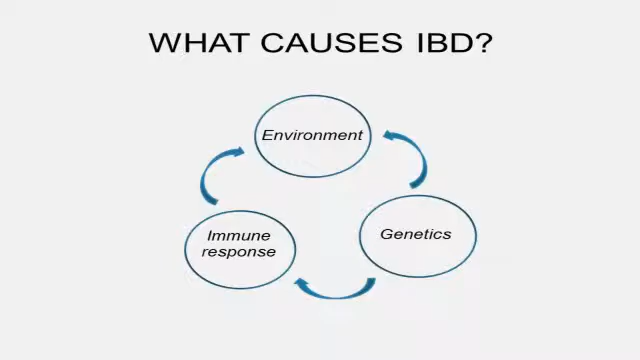 WHAT CAUSES IBD?
Environment
Genetics
Immune
response